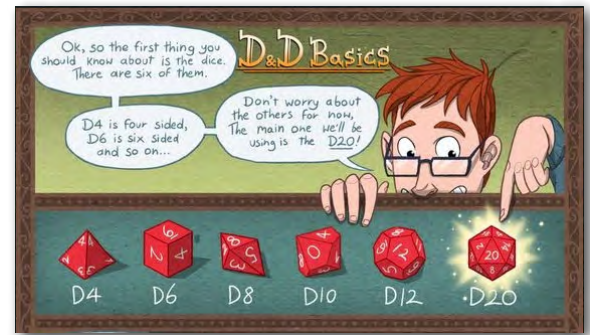 D&D Basics
Ok, so the first thing you
should know about is the dice.
There are six of them.
D4 is four sided,
D6 is six sided
and so on...
Don't worry about
the others for now,
The main one we'll be
using is the D20!
D4 D6 D8 D10 D12 D20